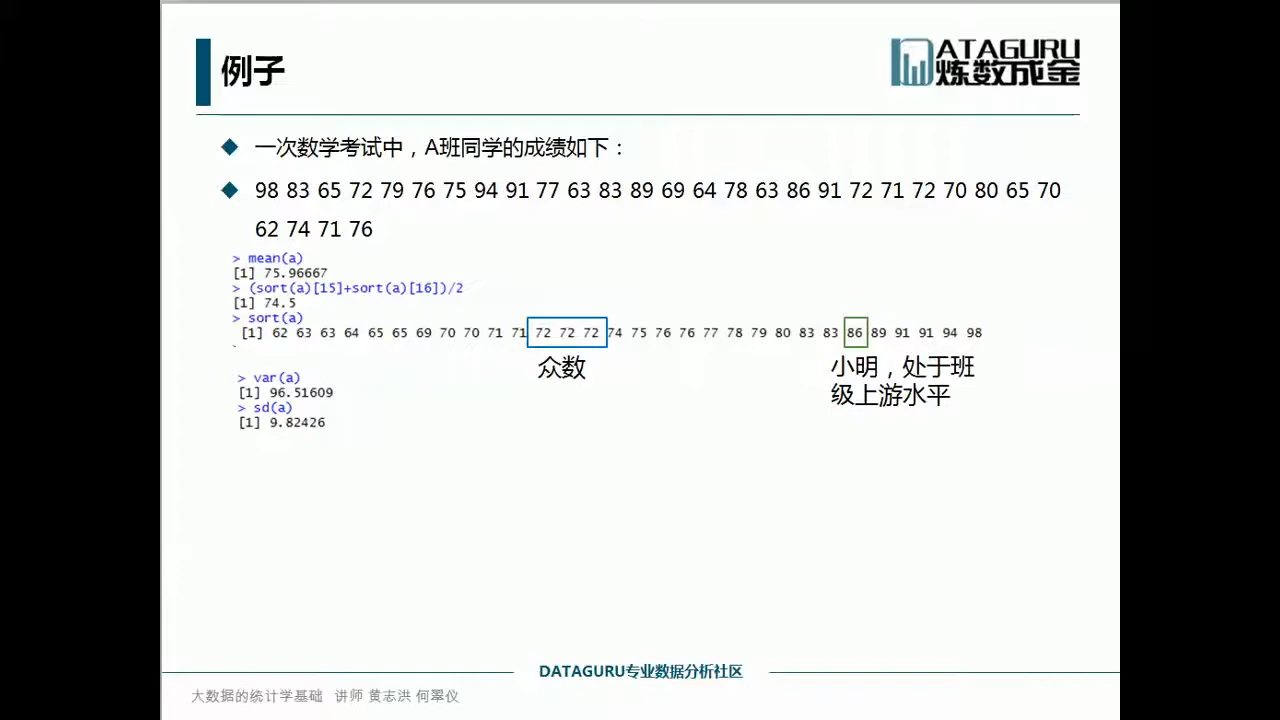 例子
DATAGURU
炼数成金
一次数学考试中，A班同学的成绩如下：
98 83 65 72 79 76 75 94 91 77 63 83 89 69 64 78 63 86 91 72 71 72 70 80 65 70
62 74 71 76
> mean(a)
[1] 75.96667
> (sort(a)[15]+sort(a)[16])/2
[1] 74.5
> sort(a)
[1] 62 63 63 64 65 65 69 70 70 71 71 72 72 72 74 75 76 76 77 78 79 80 83 83 86 89 91 91 94 98
众数
小明，处于班
级上游水平
> var(a)
[1] 96.51609
> sd(a)
[1] 9.82426
DATAGURU专业数据分析社区
大数据的统计学基础 讲师 黄志洪 何翠仪